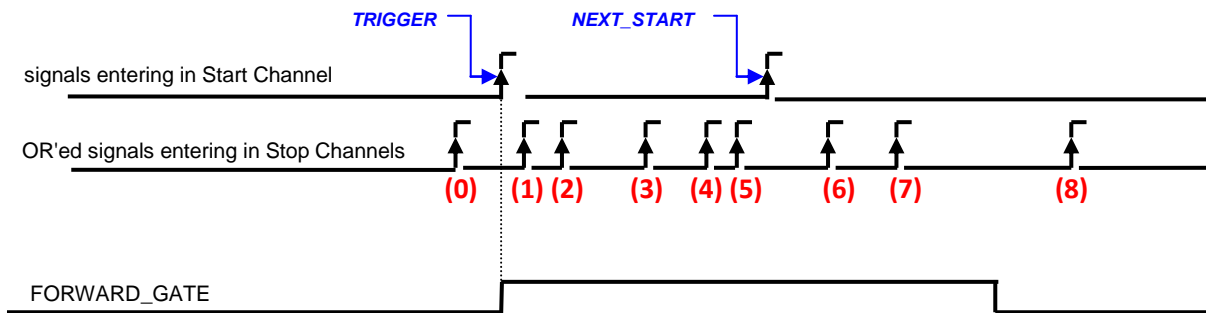 TRIGGER NEXT_START
signals entering in Start Channel
OR'ed signals entering in Stop Channels
(0) (1) (2) (3) (4) (5) (6) (7) (8)
FORWARD_GATE